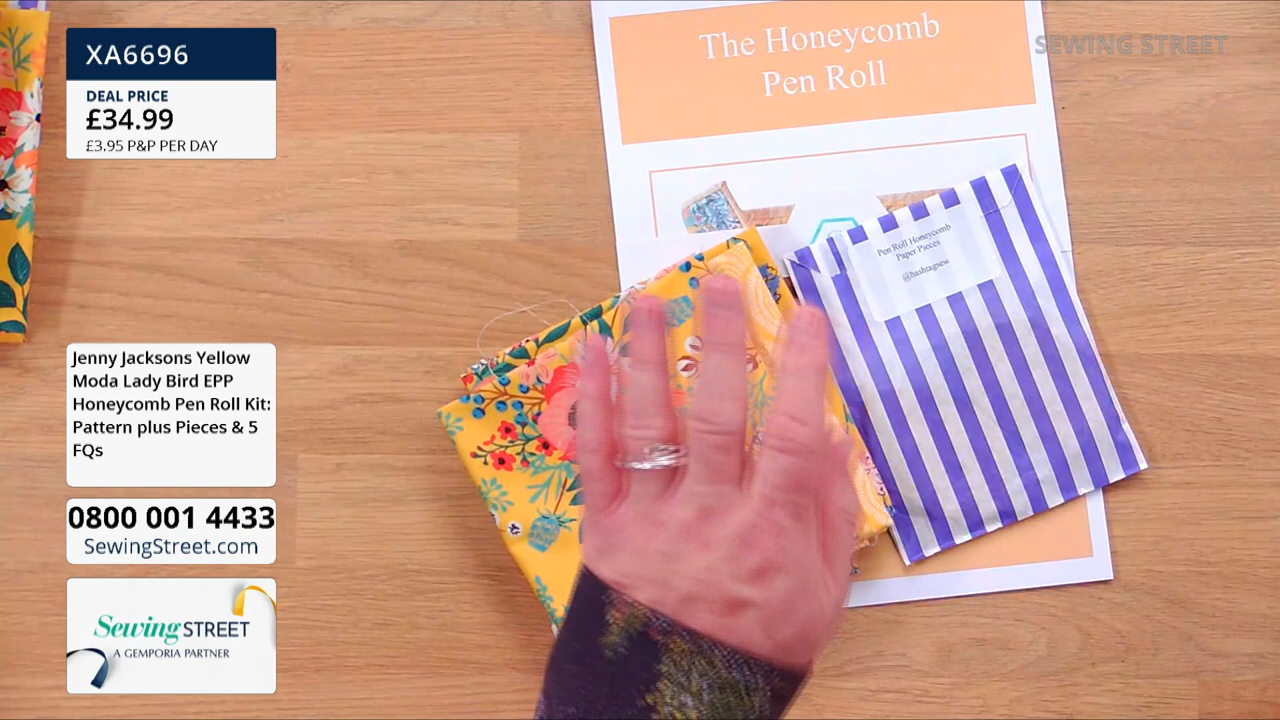 XA6696
DEAL PRICE
£34.99
£3.95 P&P PER DAY
The Honeycomb
Pen Roll
SEWING STREET
Pen Roll Honeycomb
Paper Pieces
@hashtagsew
Jenny Jacksons Yellow
Moda Lady Bird EPP
Honeycomb Pen Roll Kit:
Pattern plus Pieces & 5
FQs
0800 001 4433
SewingStreet.com
Sewing STREET
A GEMPORIA PARTNER